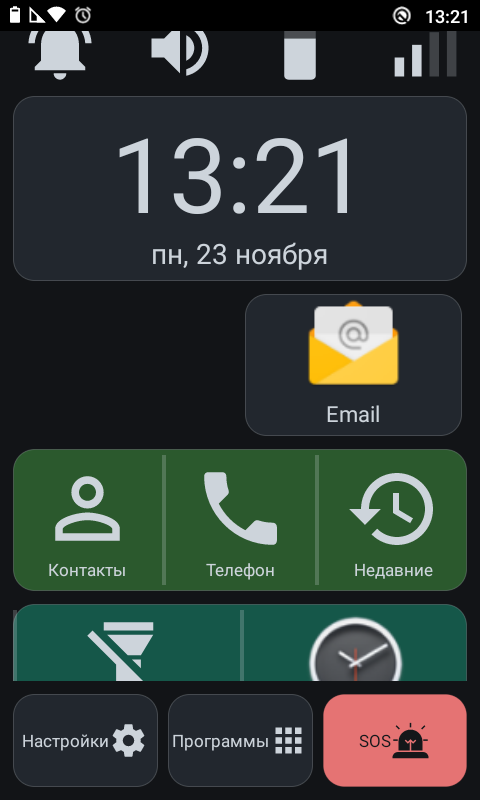 13:21
13:21
пн, 23 ноября
@
Email
Контакты
Телефон
Недавние
Настройки
Программы
SOS